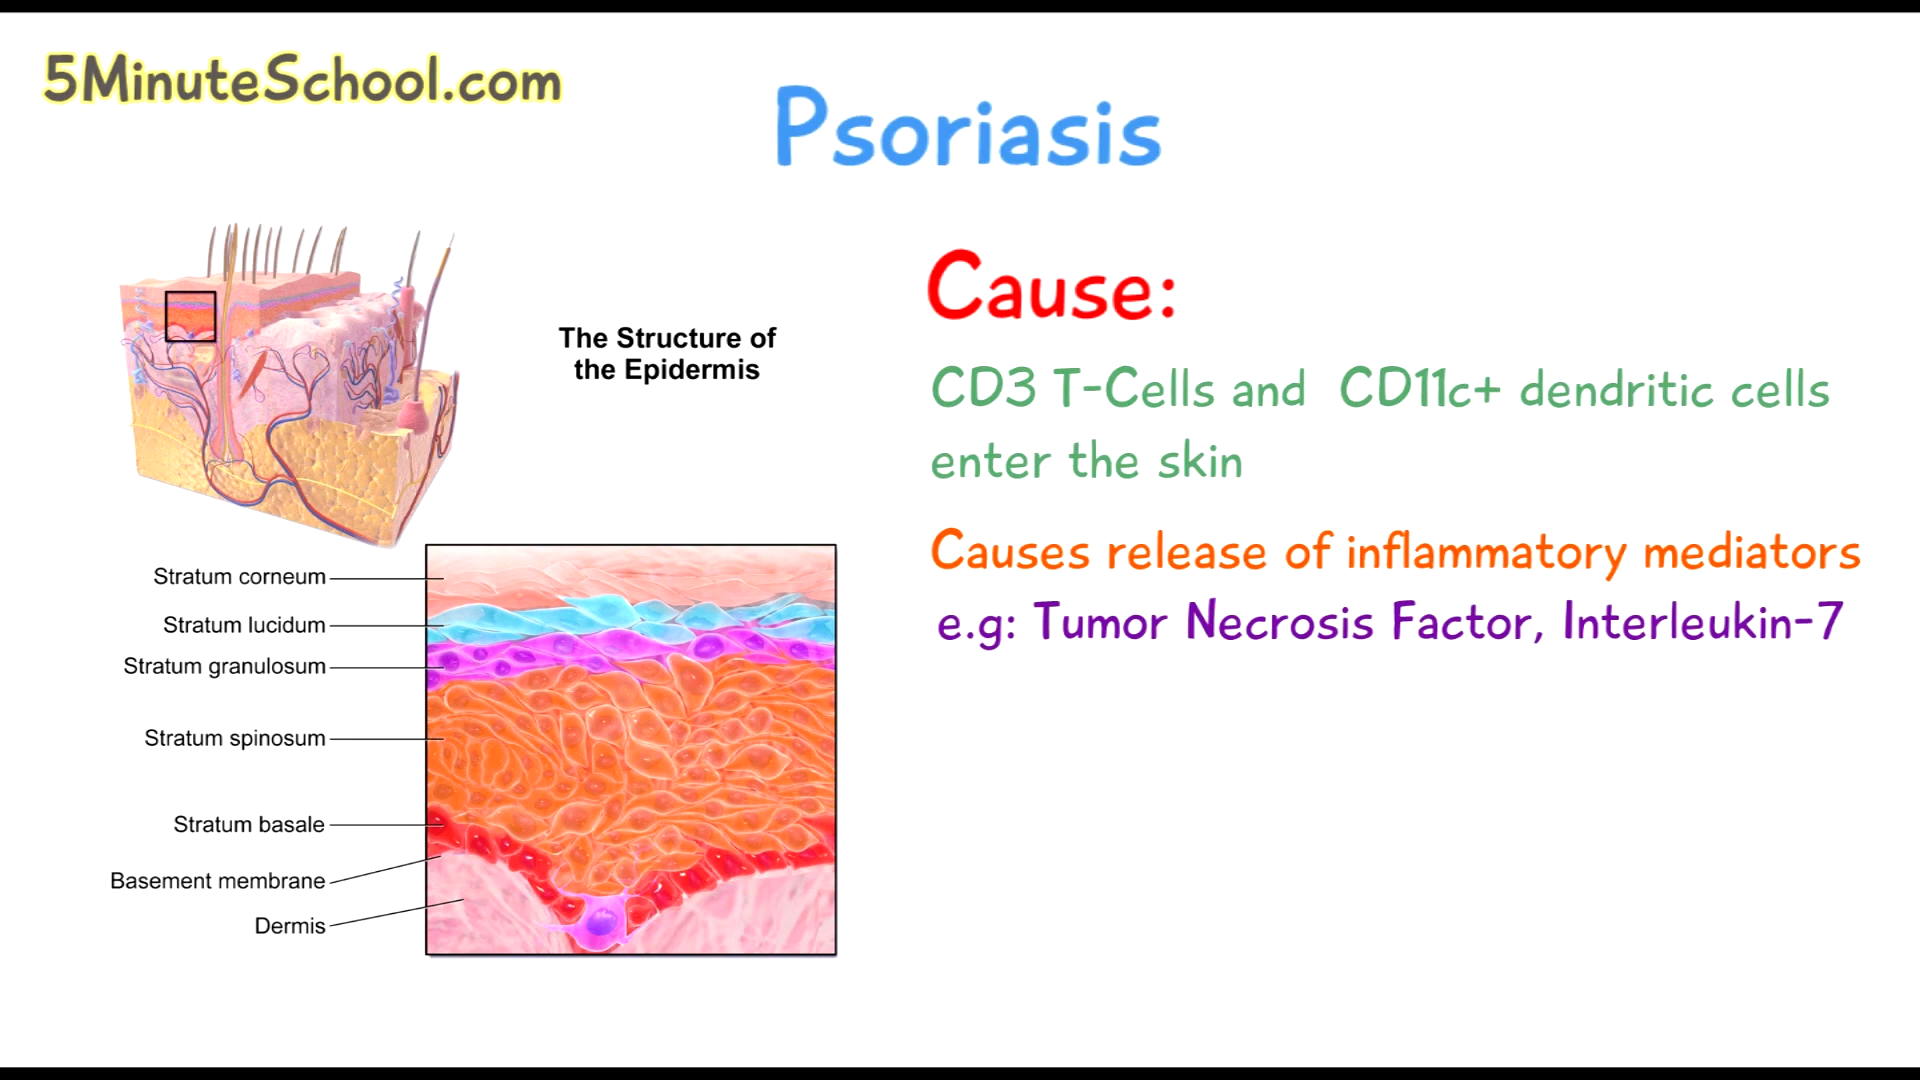 5MinuteSchool.com
Psoriasis
The Structure of
the Epidermis
Stratum corneum
Stratum lucidum
Stratum granulosum
Stratum spinosum
Stratum basale
Basement membrane
Dermis
Cause:
CD3 T-Cells and CD11c+ dendritic cells
enter the skin
Causes release of inflammatory mediators
e.g: Tumor Necrosis Factor, Interleukin-7